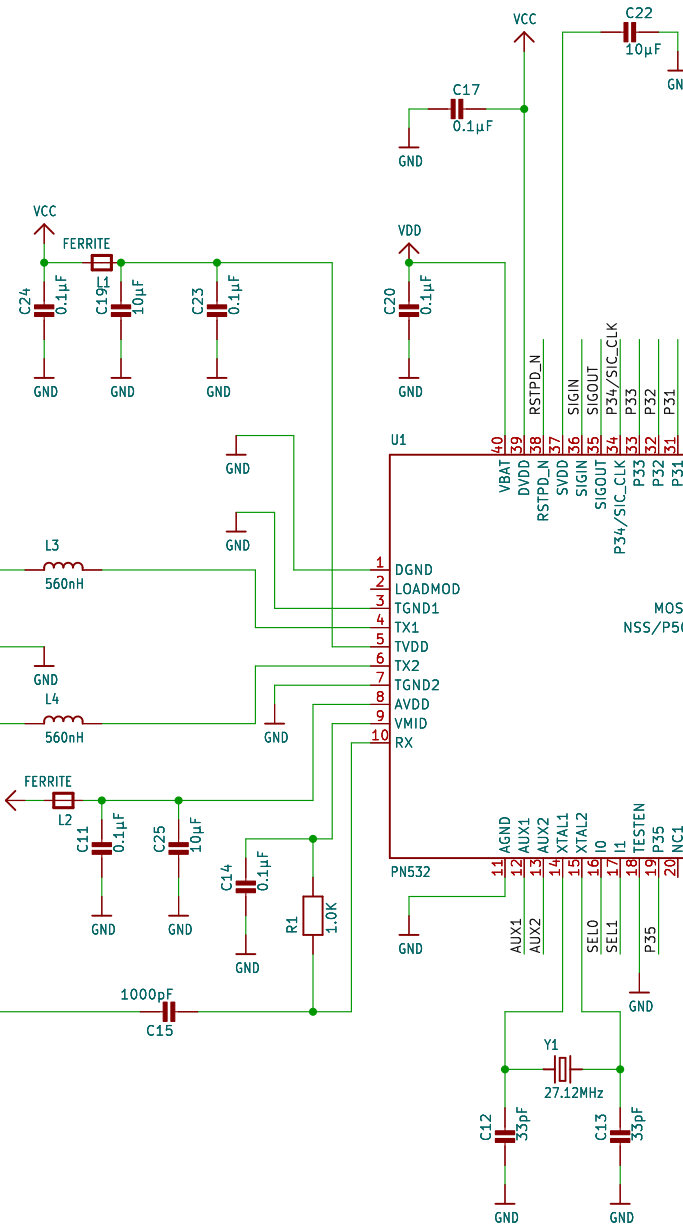 C22
VCC
10µF
GN
C17
0.1µF
GND
VCC
VDD
FERRITE
L1
C24
0.1µF
C19
10µF
C23
0.1µF
C20
0.1µF
GND
GND
GND
GND
RSTPD_N
SIGIN
SIGOUT
P34/SIC_CLK
P33
P32
P31
U1
40
39
38
37
36
35
34
33
32
31
VBAT
DVDD
RSTPD_N
SVDD
SIGIN
SIGOUT
P34/SIC_CLK
P33
P32
P31
GND
GND
L3
560nH
1 DGND
2 LOADMOD
3 TGND1
4 TX1
5 TVDD
6 TX2
7 TGND2
8 AVDD
9 VMID
10 RX
MOS
NSS/P5
GND
L4
560nH
GND
FERRITE
L2
C11
0.1µF
C25
10µF
C14
0.1µF
R1
1.0K
GND
GND
GND
AGND
AUX1
AUX2
XTAL1
XTAL2
I0
I1
TESTEN
P35
NC1
PN532
11
12
13
14
15
16
17
18
19
20
AUX1
AUX2
SEL0
SEL1
P35
GND
GND
1000pF
C15
Y1
27.12MHz
C12
33pF
C13
33pF
GND
GND